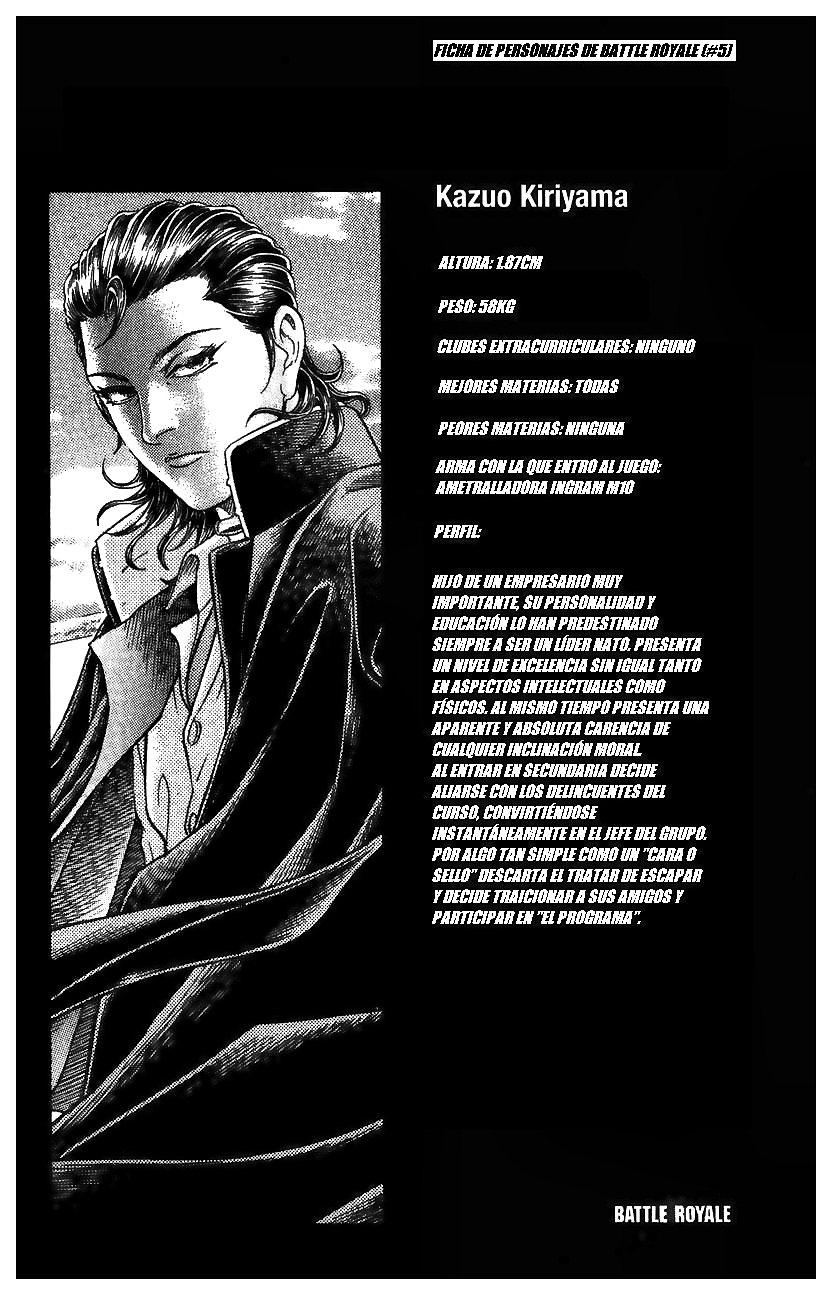 FICHA DE PERSONAJES DE BATTLE ROYALE (#5)
Kazuo Kiriyama
ALTURA: 1.87CM
PESO: 58KG
CLUBES EXTRACURRICULARES: NINGUNO
MEJORES MATERIAS: TODAS
PEORES MATERIAS: NINGUNA
ARMA CON LA QUE ENTRO AL JUEGO:
AMETRALLADORA INGRAM M10
PERFIL:
HIJO DE UN EMPRESARIO MUY
IMPORTANTE, SU PERSONALIDAD Y
EDUCACIÓN LO HAN PREDESTINADO
SIEMPRE A SER UN LÍDER NATO. PRESENTA
UN NIVEL DE EXCELENCIA SIN IGUAL TANTO
EN ASPECTOS INTELECTUALES COMO
FÍSICOS. AL MISMO TIEMPO PRESENTA UNA
APARENTE Y ABSOLUTA CARENCIA DE
CUALQUIER INCLINACIÓN MORAL.
AL ENTRAR EN SECUNDARIA DECIDE
ALIARSE CON LOS DELINCUENTES DEL
CURSO, CONVIRTIÉNDOSE
INSTANTÁNEAMENTE EN EL JEFE DEL GRUPO.
POR ALGO TAN SIMPLE COMO UN "CARA O
SELLO" DESCARTA EL TRATAR DE ESCAPAR
Y DECIDE TRAICIONAR A SUS AMIGOS Y
PARTICIPAR EN "EL PROGRAMA".
BATTLE ROYALE